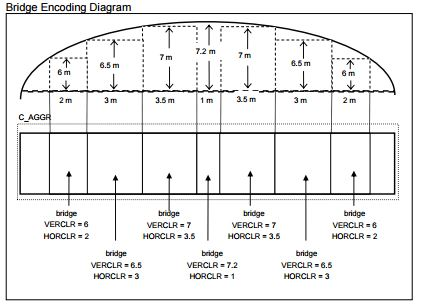 Bridge Encoding Diagram
6 m
6.5 m
7 m
7.2 m
7 m
6.5 m
6 m
2 m
3 m
3.5 m
1 m
3.5 m
3 m
2 m
C_AGGR
bridge
VERCLR = 6
HORCLR = 2
bridge
VERCLR = 7
HORCLR = 3.5
bridge
VERCLR = 7
HORCLR = 3.5
bridge
VERCLR = 6
HORCLR = 2
bridge
VERCLR = 6.5
HORCLR = 3
bridge
VERCLR = 7.2
HORCLR = 1
bridge
VERCLR = 6.5
HORCLR = 3